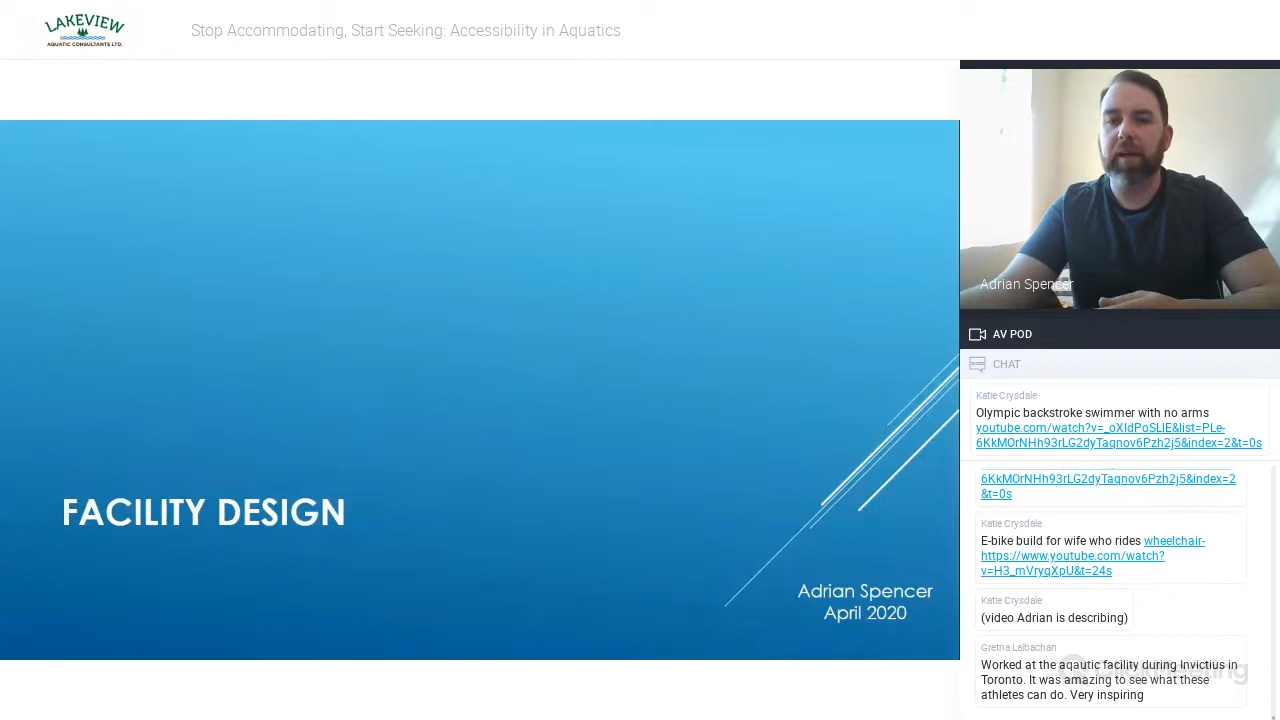 LAKEVIEW
AQUATIC CONSULTANTS LTD.
Stop Accommodating, Start Seeking: Accessibility in Aquatics
FACILITY DESIGN
Adrian Spencer
April 2020
Adrian Spencer
AV POD
CHAT
Katie Crysdale
Olympic backstroke swimmer with no arms
youtube.com/watch?v=_oXIdPoSLIE&list=PLe-
6KkMOrNHh93rLG2dyTaqnov6Pzh2j5&index=2&t=0s
6KkMOrNHh93rLG2dyTaqnov6Pzh2j5&index=2
&t=0s
Katie Crysdale
E-bike build for wife who rides wheelchair-
https://www.youtube.com/watch?
v=H3_mVryqXpU&t=24s
Katie Crysdale
(video Adrian is describing)
Gretna Lalbachan
Worked at the aqautic facility during Invictiüs in
Toronto. It was amazing to see what these
athletes can do. Very inspiring
ClickMeeting